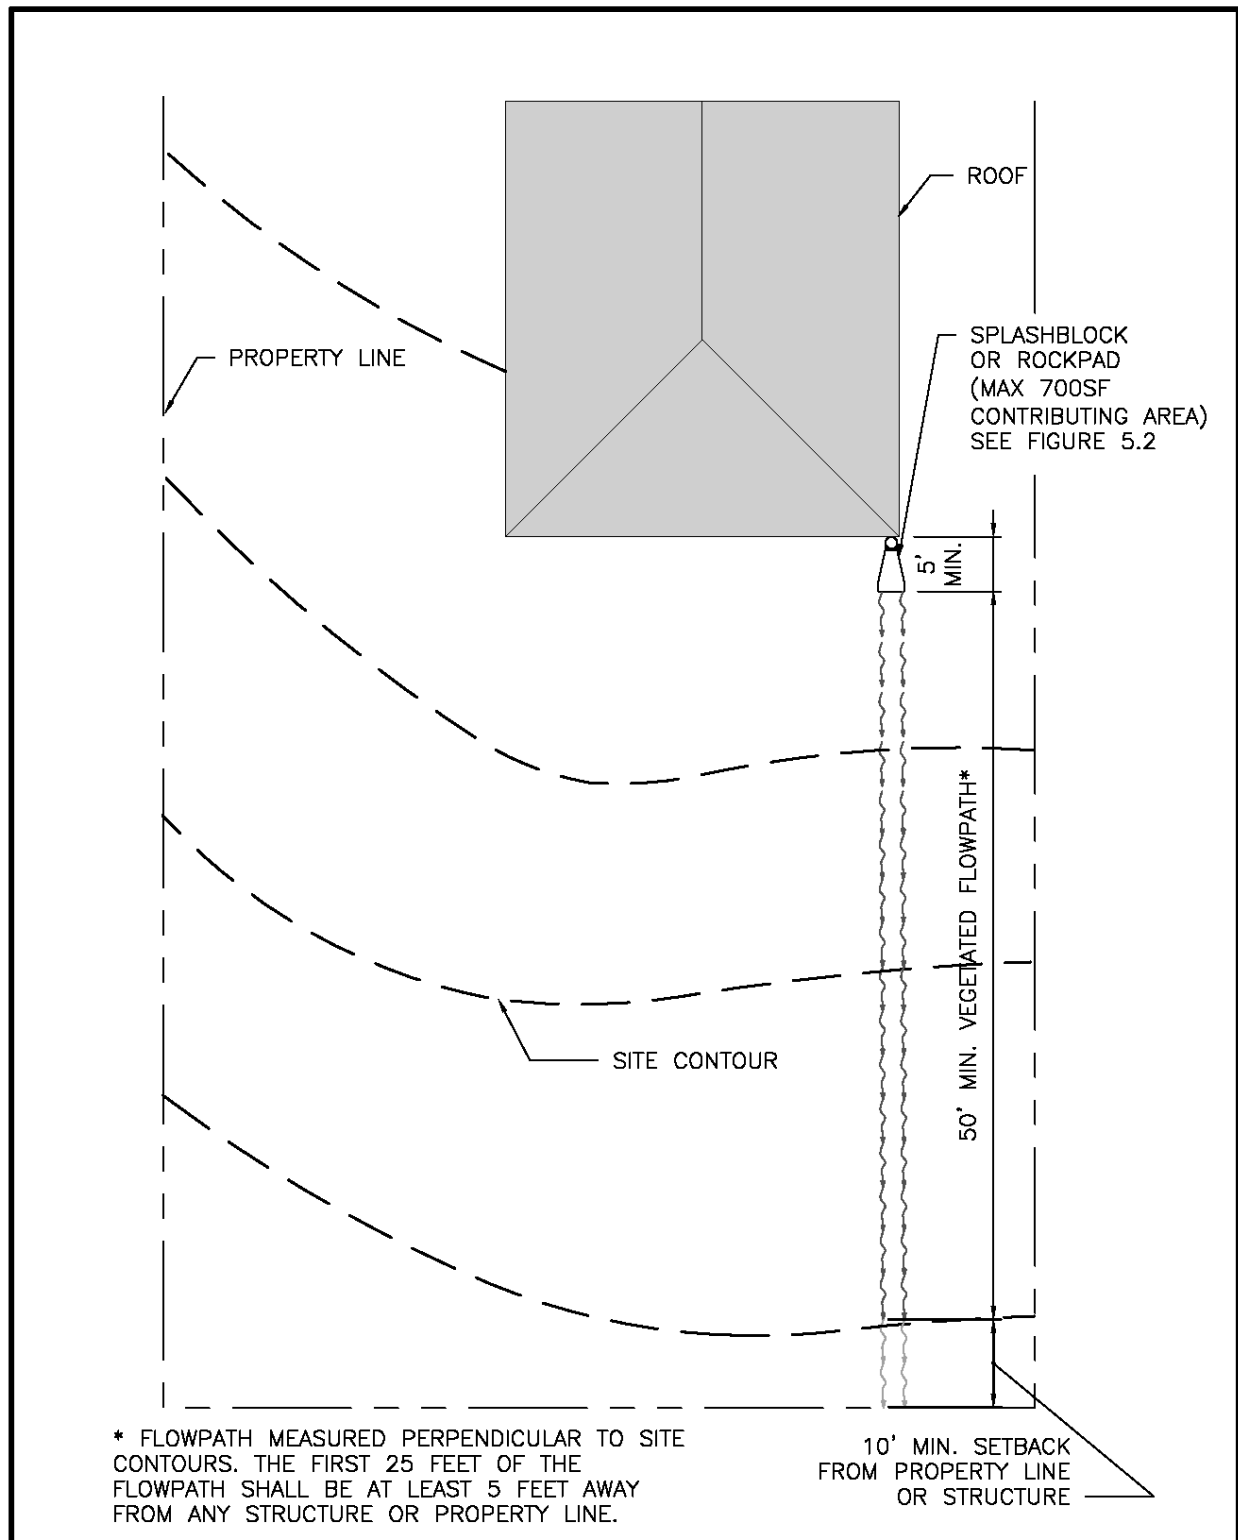 ROOF
SPLASHBLOCK
OR ROCKPAD
(MAX 700SF
CONTRIBUTING AREA)
SEE FIGURE 5.2
PROPERTY LINE
5'
MIN.
50' MIN. VEGETATED FLOWPATH*
SITE CONTOUR
* FLOWPATH MEASURED PERPENDICULAR TO SITE
CONTOURS. THE FIRST 25 FEET OF THE
FLOWPATH SHALL BE AT LEAST 5 FEET AWAY
FROM ANY STRUCTURE OR PROPERTY LINE.
10' MIN. SETBACK
FROM PROPERTY LINE
OR STRUCTURE